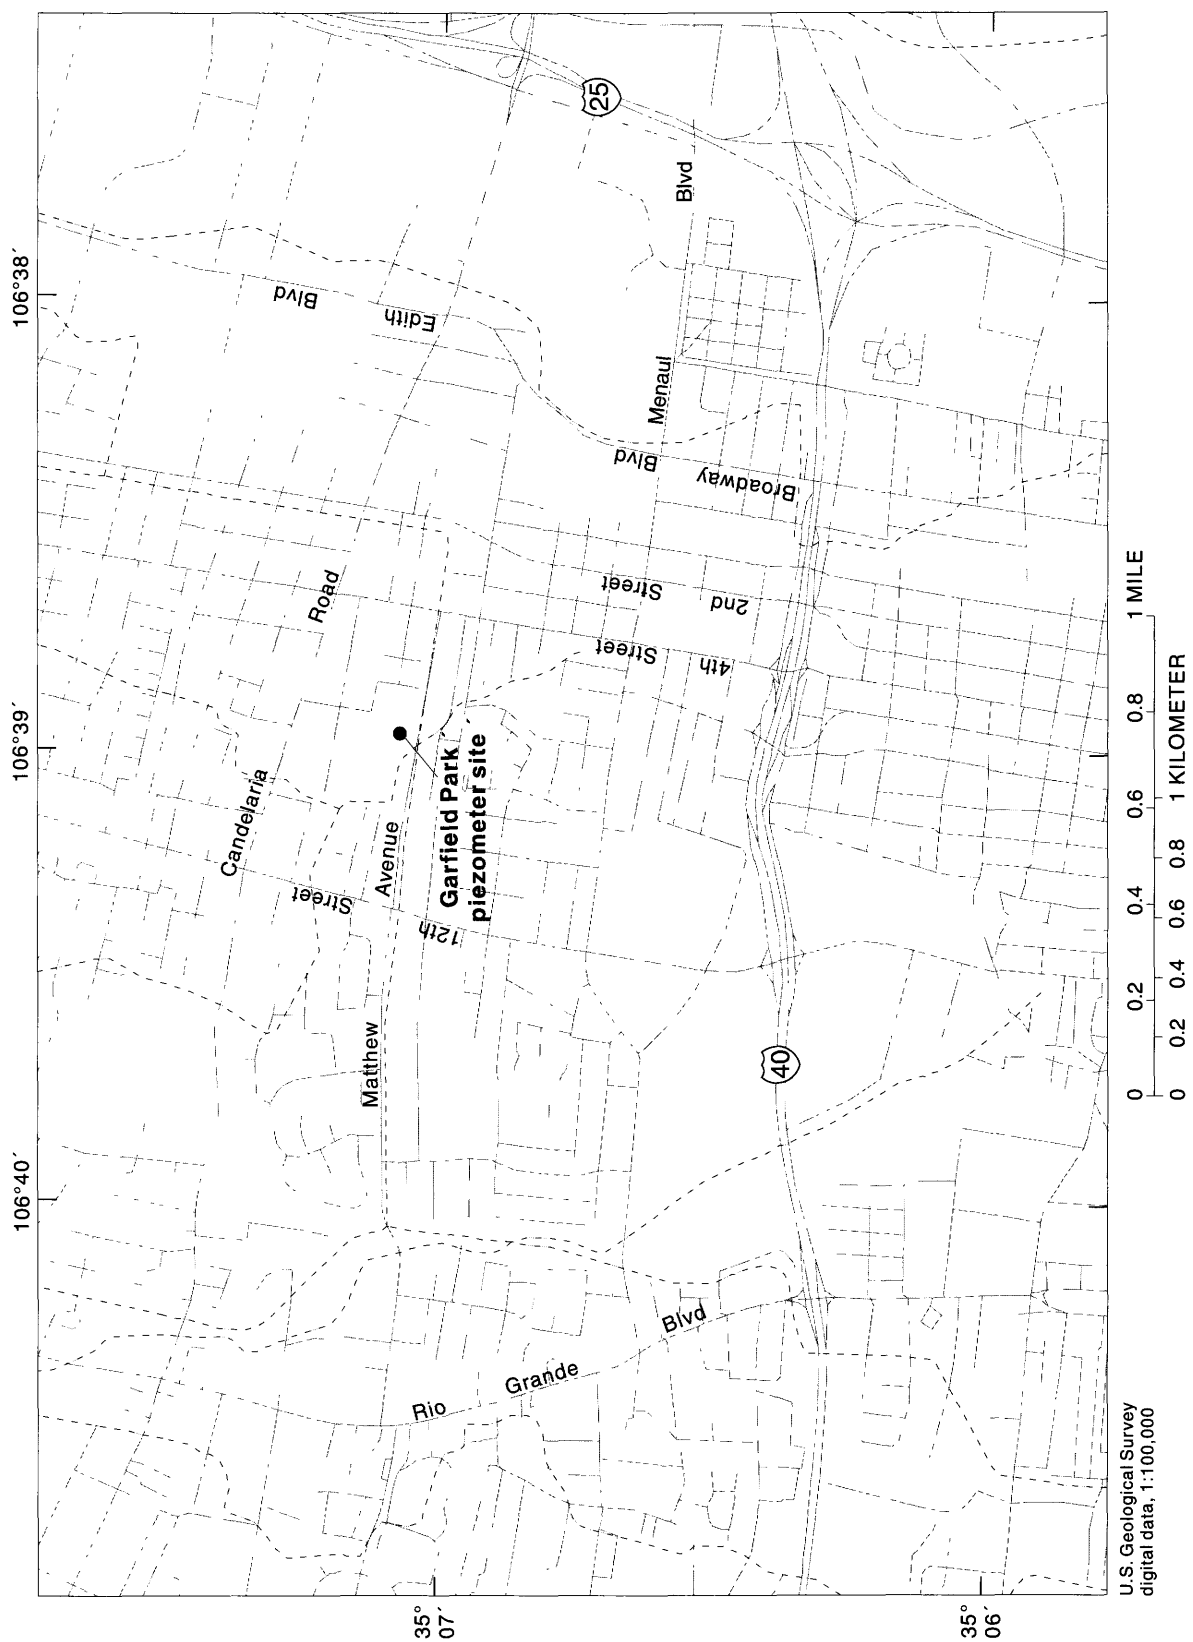 106°40´
106°39´
106°38´
35°
07´
35°
06´
Rio
Grande
Blvd
Matthew
Avenue
12th
Street
Candelaria
Road
Garfield Park
piezometer site
4th
Street
2nd
Street
Broadway
Blvd
Menaul
Blvd
Edith
Blvd
25
40
U.S. Geological Survey
digital data, 1:100,000
0 0.2 0.4 0.6 0.8 1 MILE
0 0.2 0.4 0.6 0.8 1 KILOMETER